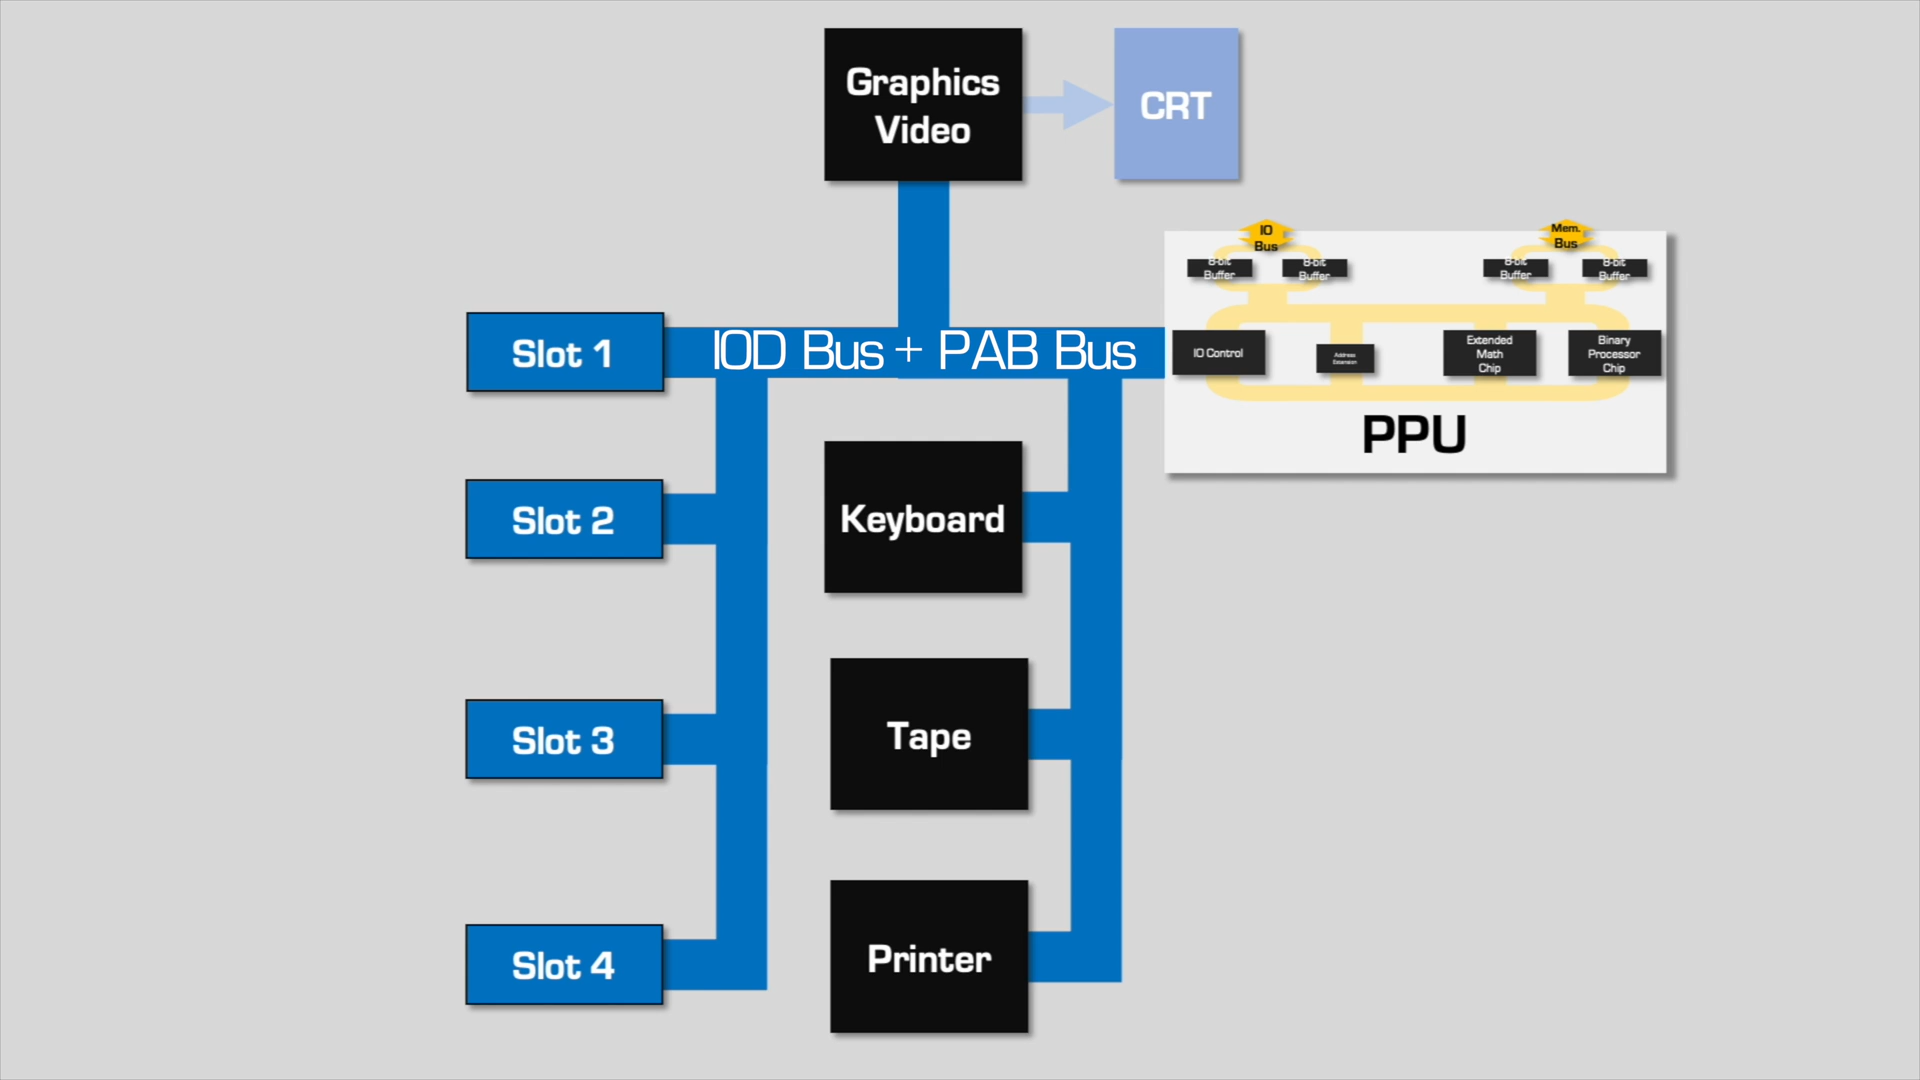 Graphics
Video
CRT
IO
Bus
Mem.
Bus
8-bit
Buffer
8-bit
Buffer
8-bit
Buffer
8-bit
Buffer
Slot 1
IOD Bus + PAB Bus
IO Control
Address
Extension
Extended
Math
Chip
Binary
Processor
Chip
PPU
Slot 2
Keyboard
Slot 3
Tape
Slot 4
Printer